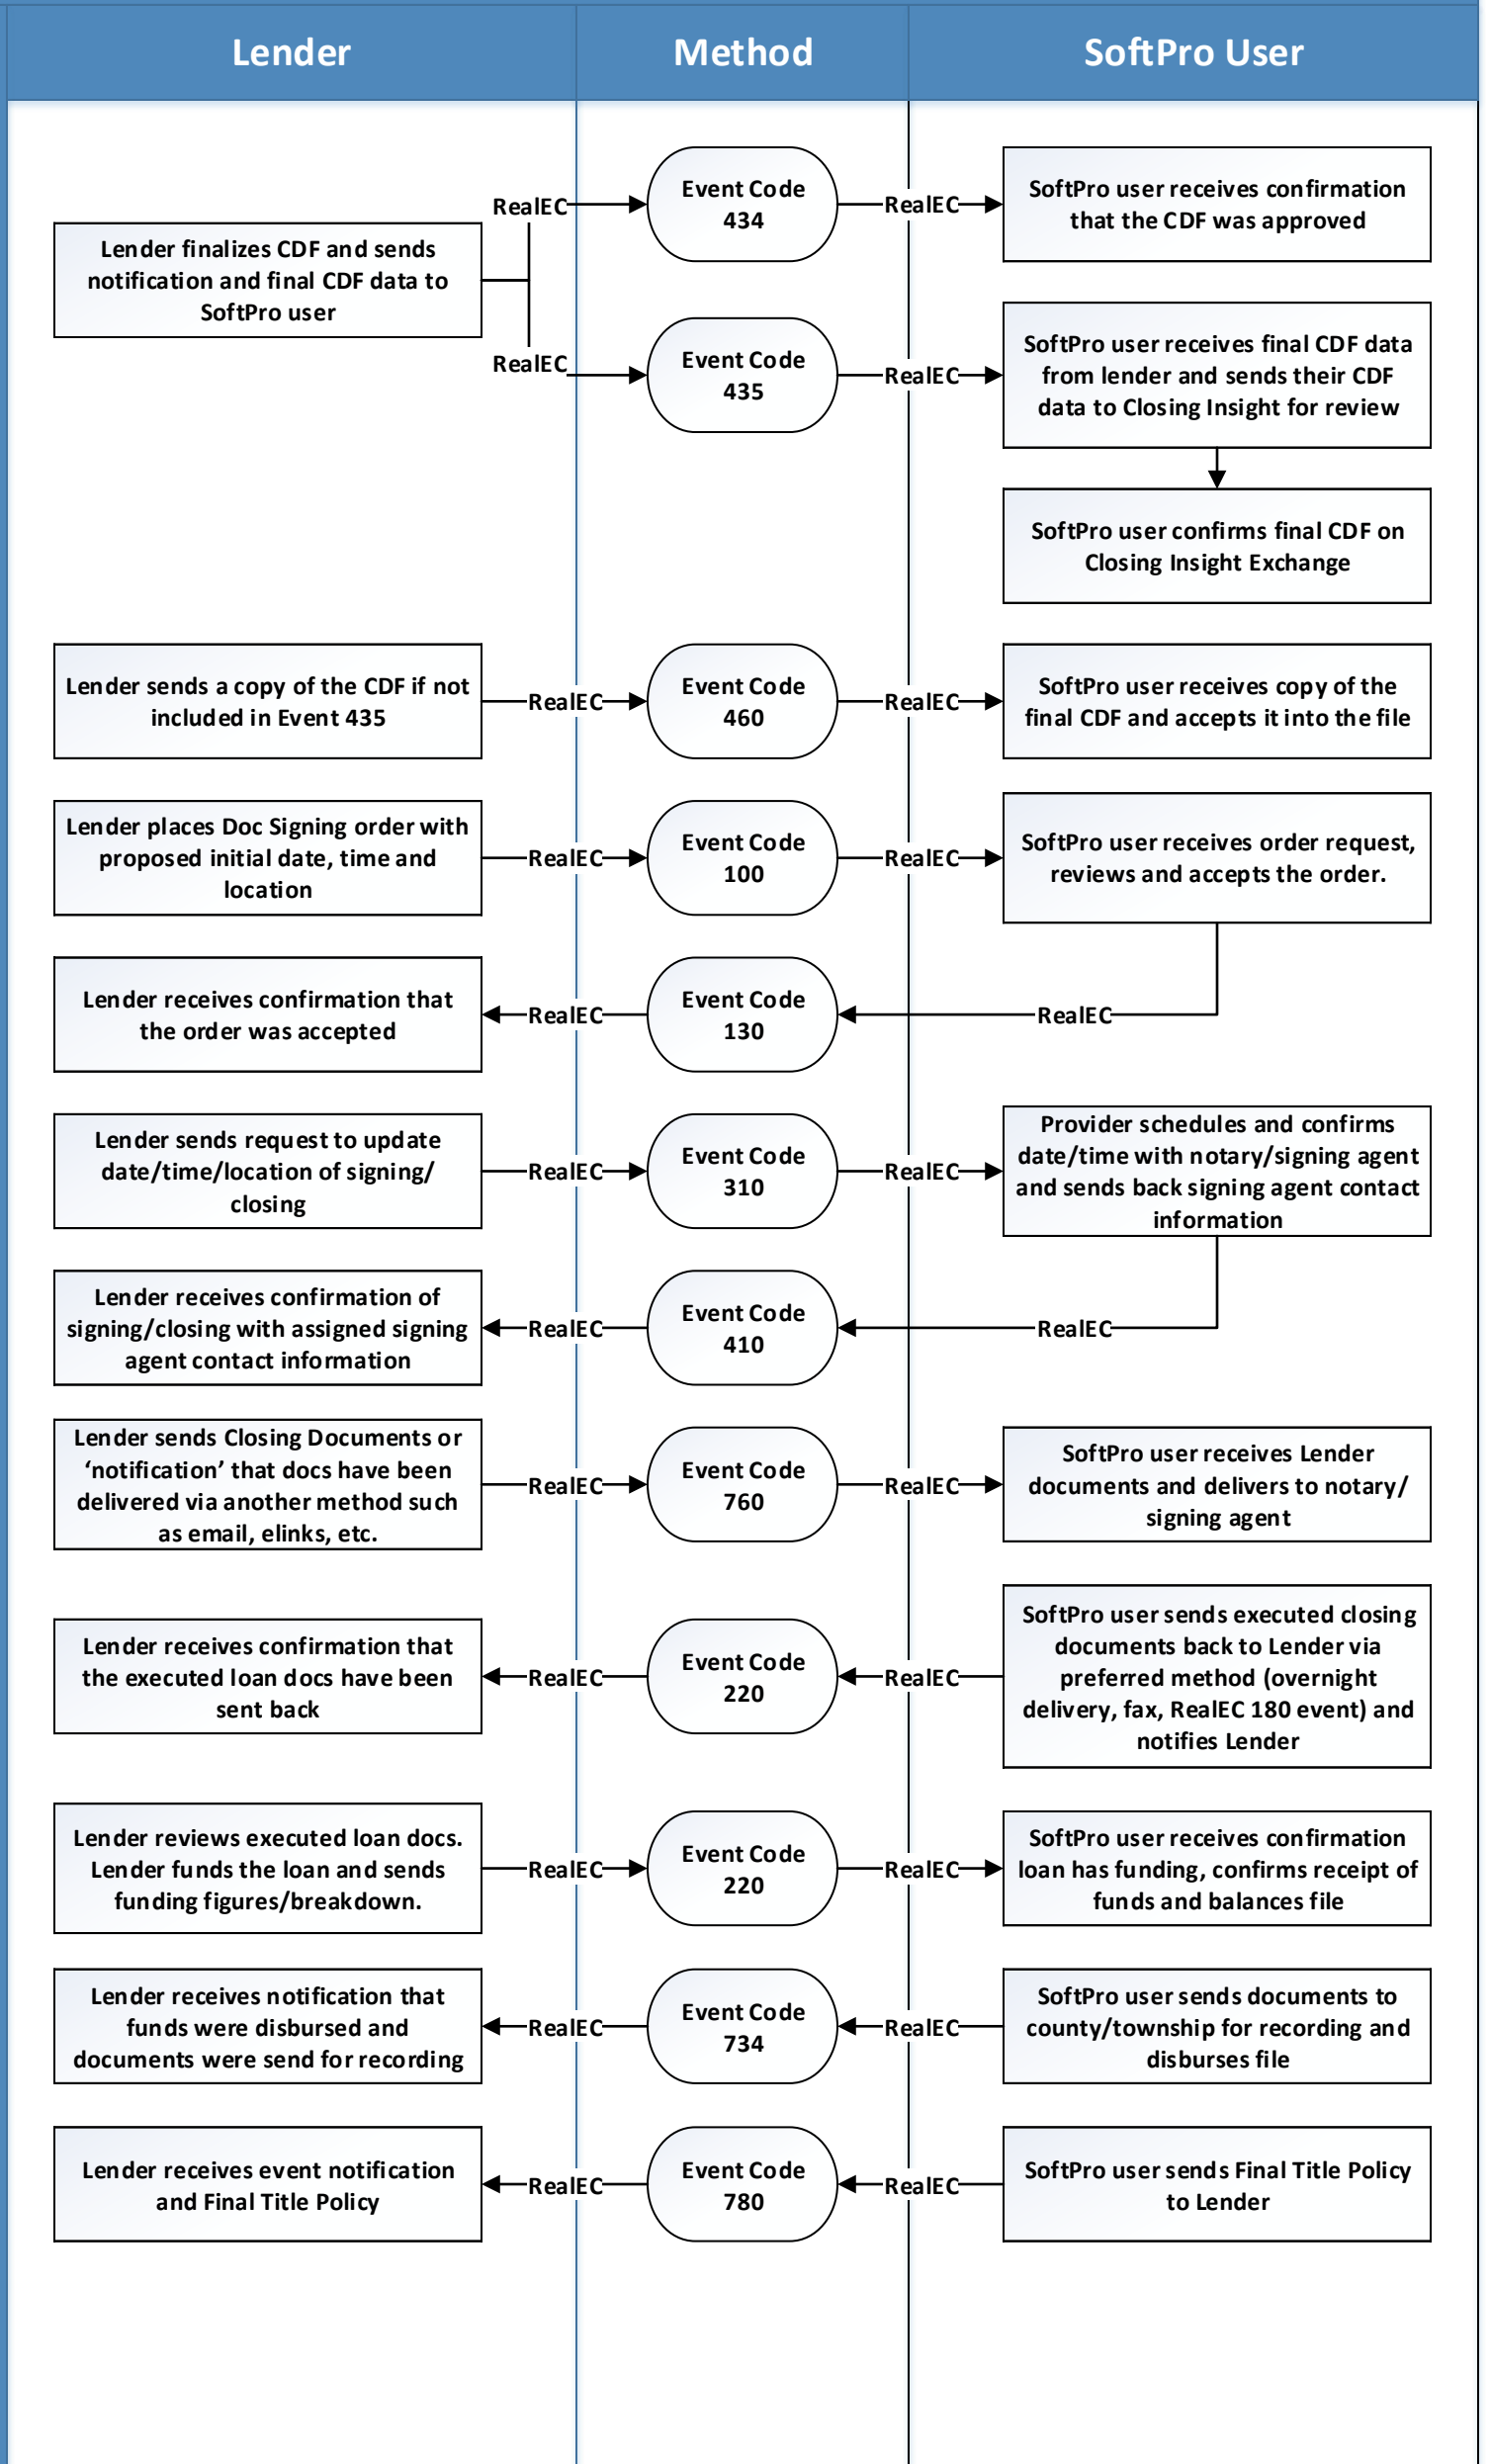 Lender
Method
SoftPro User
Lender finalizes CDF and sends
notification and final CDF data to
SoftPro user
RealEC
Event Code
434
RealEC
SoftPro user receives confirmation
that the CDF was approved
RealEC
Event Code
435
RealEC
SoftPro user receives final CDF data
from lender and sends their CDF
data to Closing Insight for review
SoftPro user confirms final CDF on
Closing Insight Exchange
Lender sends a copy of the CDF if not
included in Event 435
RealEC
Event Code
460
RealEC
SoftPro user receives copy of the
final CDF and accepts it into the file
Lender places Doc Signing order with
proposed initial date, time and
location
RealEC
Event Code
100
RealEC
SoftPro user receives order request,
reviews and accepts the order.
Lender receives confirmation that
the order was accepted
RealEC
Event Code
130
RealEC
Lender sends request to update
date/time/location of signing/
closing
RealEC
Event Code
310
RealEC
Provider schedules and confirms
date/time with notary/signing agent
and sends back signing agent contact
information
Lender receives confirmation of
signing/closing with assigned signing
agent contact information
RealEC
Event Code
410
RealEC
Lender sends Closing Documents or
‘notification’ that docs have been
delivered via another method such
as email, elinks, etc.
RealEC
Event Code
760
RealEC
SoftPro user receives Lender
documents and delivers to notary/
signing agent
Lender receives confirmation that
the executed loan docs have been
sent back
RealEC
Event Code
220
RealEC
SoftPro user sends executed closing
documents back to Lender via
preferred method (overnight
delivery, fax, RealEC 180 event) and
notifies Lender
Lender reviews executed loan docs.
Lender funds the loan and sends
funding figures/breakdown.
RealEC
Event Code
220
RealEC
SoftPro user receives confirmation
loan has funding, confirms receipt of
funds and balances file
Lender receives notification that
funds were disbursed and
documents were send for recording
RealEC
Event Code
734
RealEC
SoftPro user sends documents to
county/township for recording and
disburses file
Lender receives event notification
and Final Title Policy
RealEC
Event Code
780
RealEC
SoftPro user sends Final Title Policy
to Lender